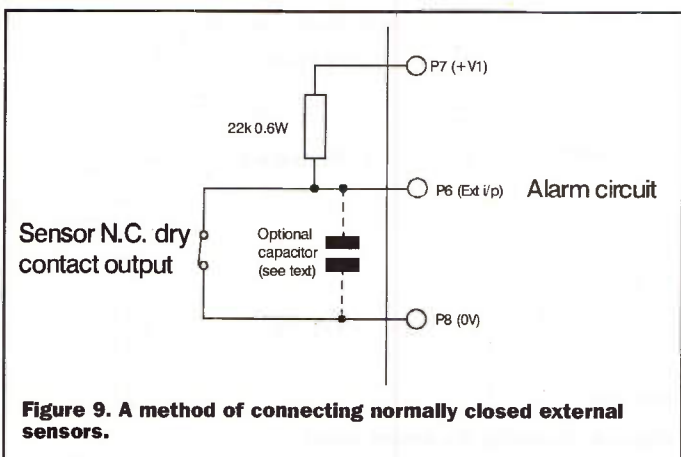 P7 (+V1)
22k 0.6W
P6 (Ext i/p)
Alarm circuit
Sensor N.C. dry
contact output
Optional
capacitor
(see text)
P8 (0V)
Figure 9. A method of connecting normally closed external
sensors.